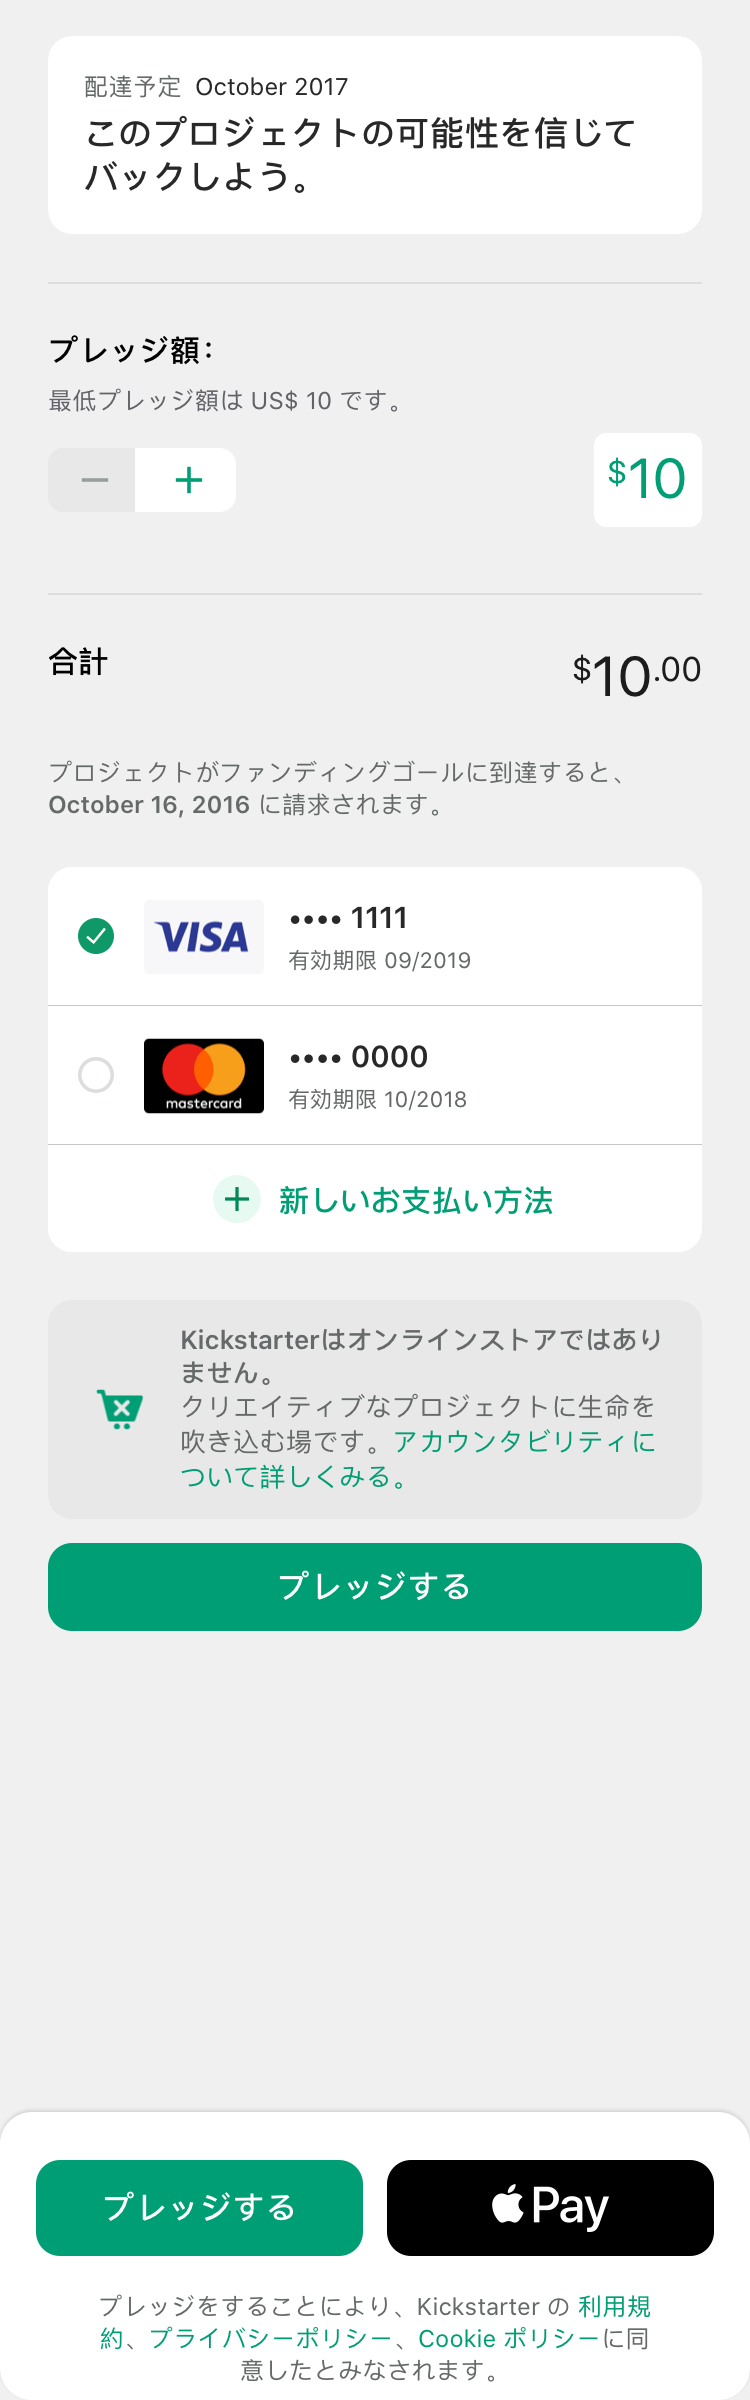 配達予定 October 2017
このプロジェクトの可能性を信じて
バックしよう。
プレッジ額：
最低プレッジ額は US$ 10 です。
− +
$10
合計
$10.00
プロジェクトがファンディングゴールに到達すると、
October 16, 2016 に請求されます。
VISA
•••• 1111
有効期限 09/2019
mastercard
•••• 0000
有効期限 10/2018
+ 新しいお支払い方法
Kickstarterはオンラインストアではあり
ません。
クリエイティブなプロジェクトに生命を
吹き込む場です。アカウンタビリティに
ついて詳しくみる。
プレッジする
プレッジする
Pay
プレッジをすることにより、Kickstarter の 利用規
約、プライバシーポリシー、Cookie ポリシーに同
意したとみなされます。